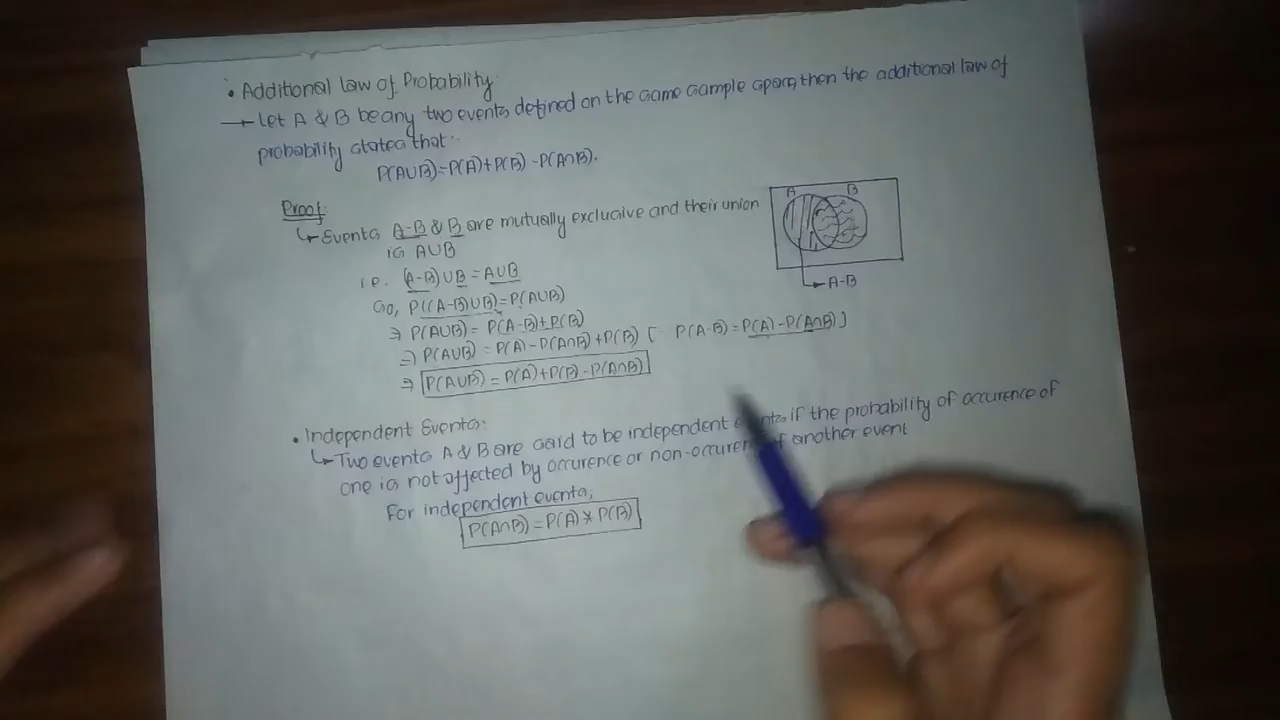 • Additional law of Probability:
→ Let A & B be any two events defined on the same sample space, then the additional law of
probability states that:-
P(A∪B)=P(A)+P(B)-P(A∩B).
Proof:
↳ Events A-B & B are mutually exclusive and their union
is A∪B
i.e. (A-B)∪B = A∪B
So, P((A-B)∪B)=P(A∪B)
⇒ P(A∪B) = P(A-B)+P(B)
⇒ P(A∪B) = P(A)-P(A∩B)+P(B) [∵ P(A-B)=P(A)-P(A∩B)]
⇒ P(A∪B) = P(A)+P(B)-P(A∩B)
A B
A-B
• Independent Events:
↳ Two events A & B are said to be independent events if the probability of occurence of
one is not affected by occurence or non-occurence of another event
For independent events,
P(A∩B)=P(A)*P(B)